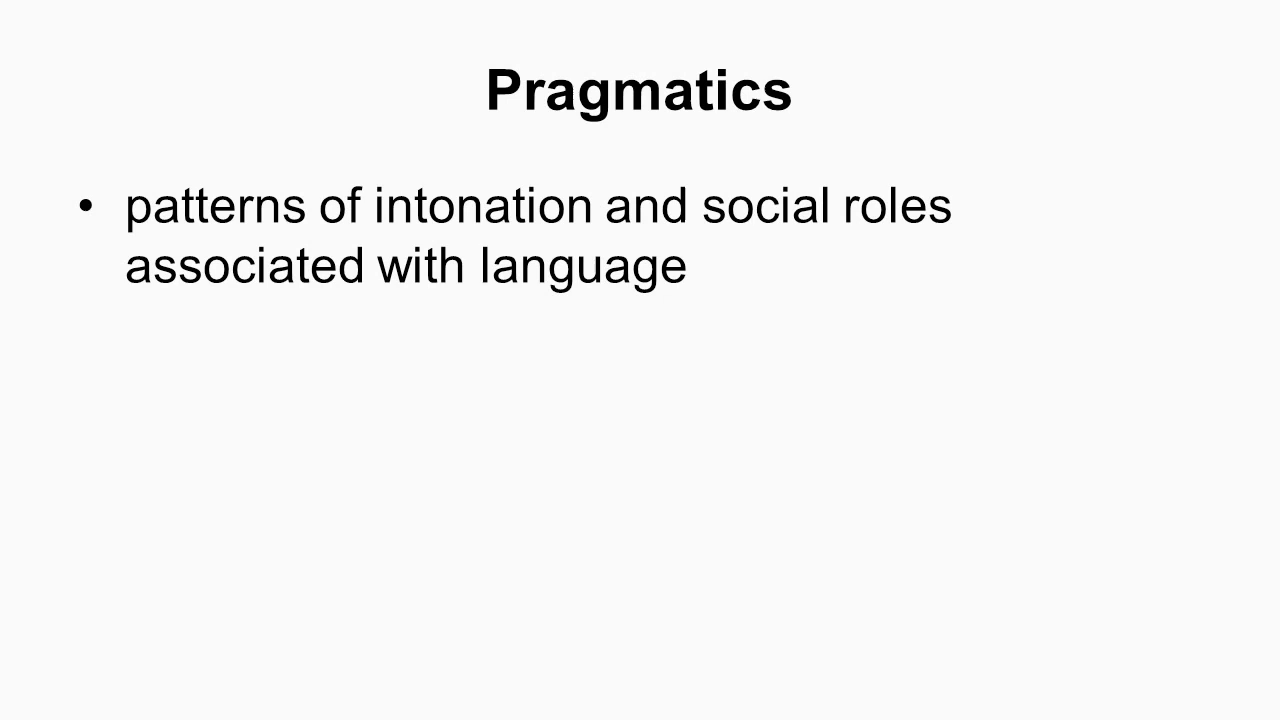 Pragmatics
• patterns of intonation and social roles
associated with language